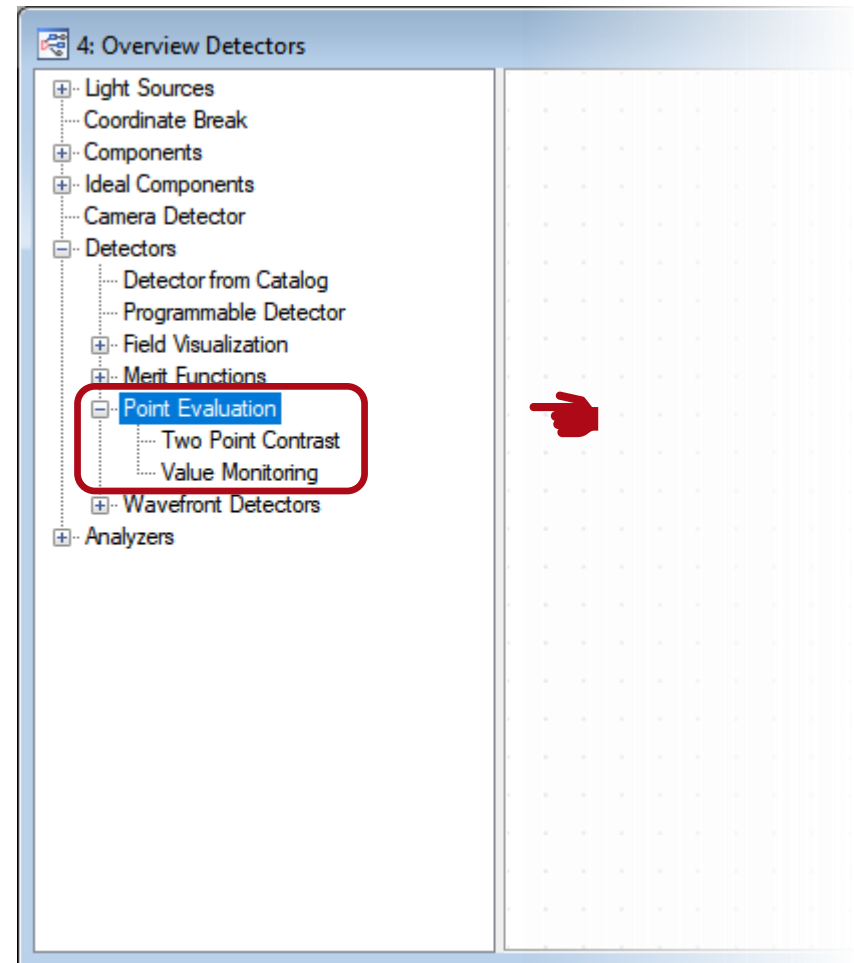 4: Overview Detectors
Light Sources
Coordinate Break
Components
Ideal Components
Camera Detector
Detectors
Detector from Catalog
Programmable Detector
Field Visualization
Merit Functions
Point Evaluation
Two Point Contrast
Value Monitoring
Wavefront Detectors
Analyzers